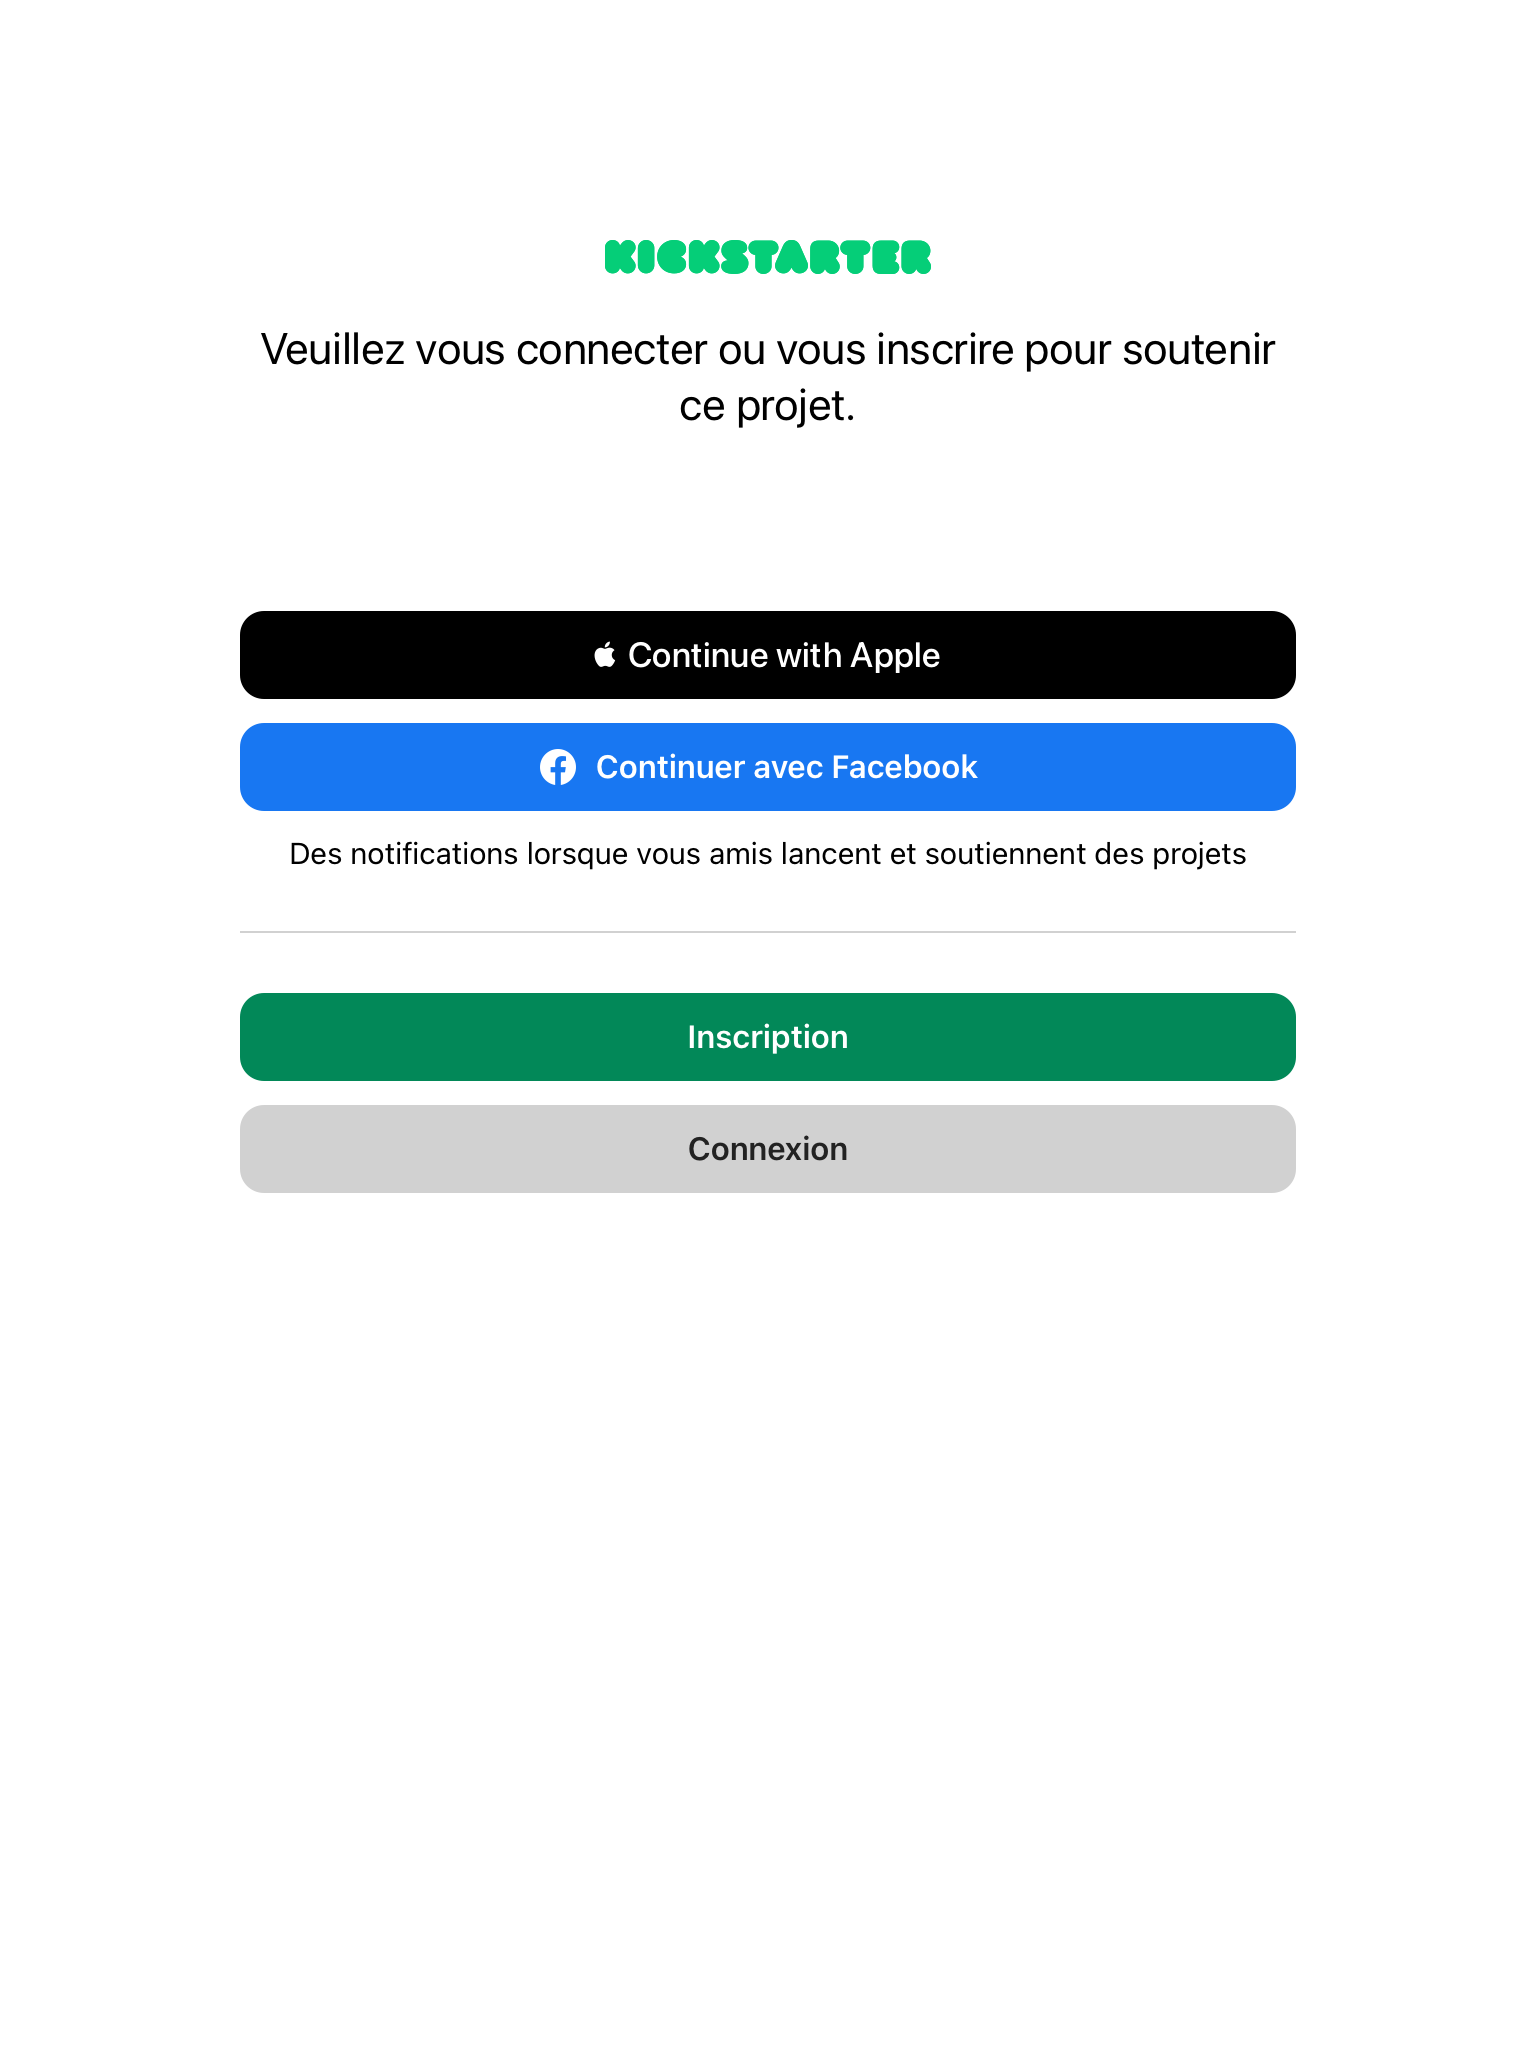 KICKSTARTER
Veuillez vous connecter ou vous inscrire pour soutenir
ce projet.
Continue with Apple
Continuer avec Facebook
Des notifications lorsque vous amis lancent et soutiennent des projets
Inscription
Connexion